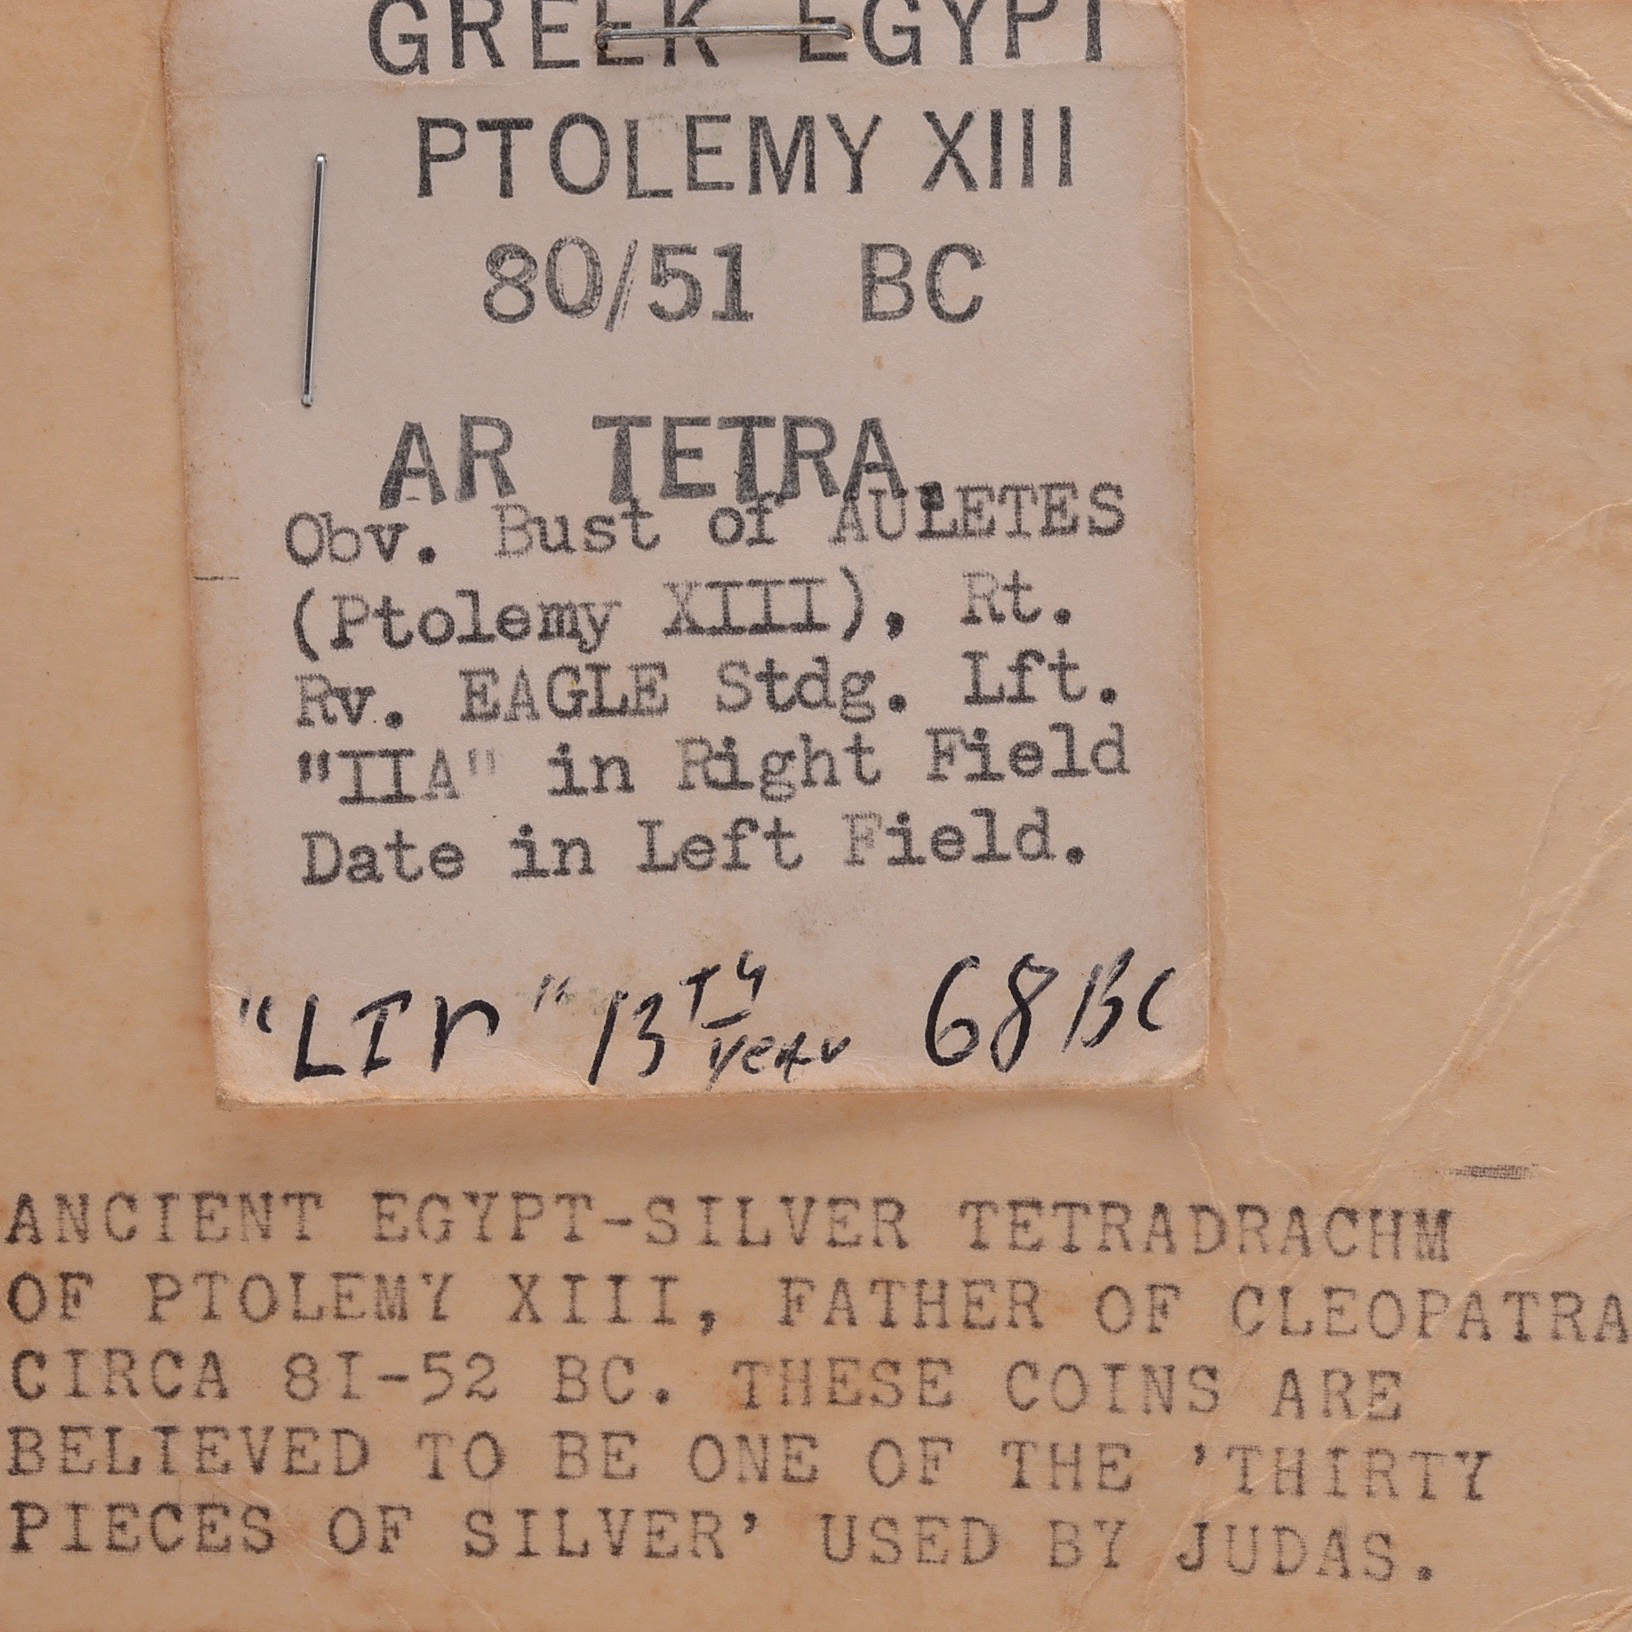 GREEK EGYPT
PTOLEMY XIII
80/51 BC
AR TETRA.
Obv. Bust of AULETES
(Ptolemy XIII), Rt.
Rv. EAGLE Stdg. Lft.
"IIA" in Right Field
Date in Left Field.
"LIΓ" 13TH year 68 BC
ANCIENT EGYPT-SILVER TETRADRACHM
OF PTOLEMY XIII, FATHER OF CLEOPATRA
CIRCA 8I-52 BC. THESE COINS ARE
BELIEVED TO BE ONE OF THE 'THIRTY
PIECES OF SILVER' USED BY JUDAS.